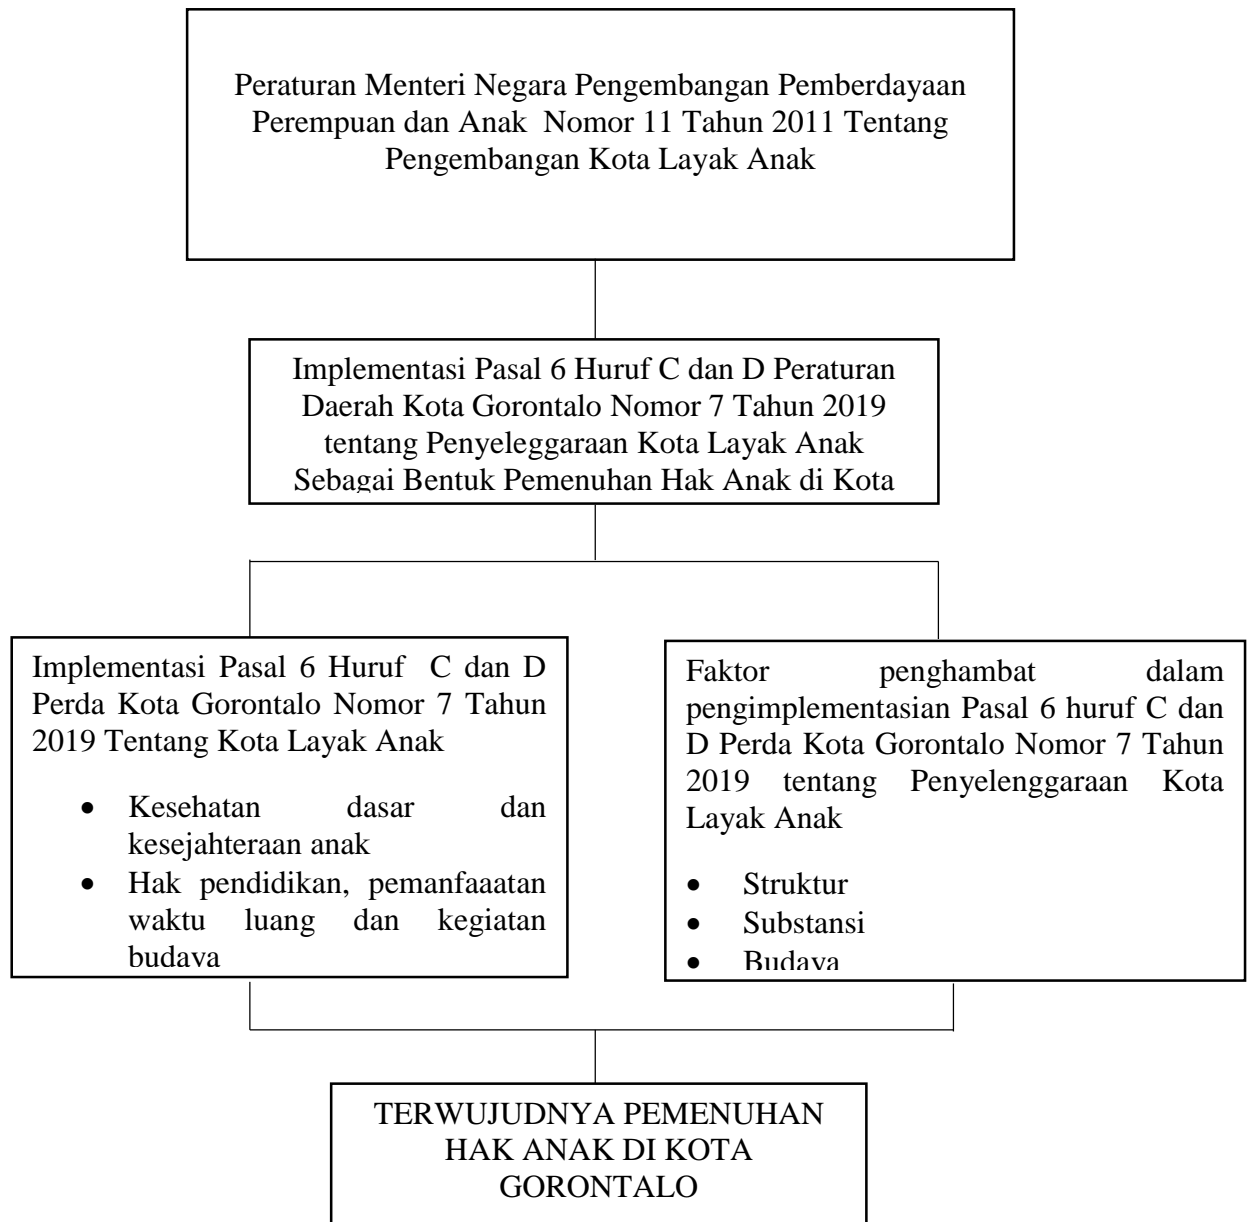 Peraturan Menteri Negara Pengembangan Pemberdayaan
Perempuan dan Anak Nomor 11 Tahun 2011 Tentang
Pengembangan Kota Layak Anak
Implementasi Pasal 6 Huruf C dan D Peraturan
Daerah Kota Gorontalo Nomor 7 Tahun 2019
tentang Penyeleggaraan Kota Layak Anak
Sebagai Bentuk Pemenuhan Hak Anak di Kota
Implementasi Pasal 6 Huruf C dan D
Perda Kota Gorontalo Nomor 7 Tahun
2019 Tentang Kota Layak Anak
• Kesehatan dasar dan
kesejahteraan anak
• Hak pendidikan, pemanfaaatan
waktu luang dan kegiatan
budaya
Faktor penghambat dalam
pengimplementasian Pasal 6 huruf C dan
D Perda Kota Gorontalo Nomor 7 Tahun
2019 tentang Penyelenggaraan Kota
Layak Anak
• Struktur
• Substansi
• Budaya
TERWUJUDNYA PEMENUHAN
HAK ANAK DI KOTA
GORONTALO